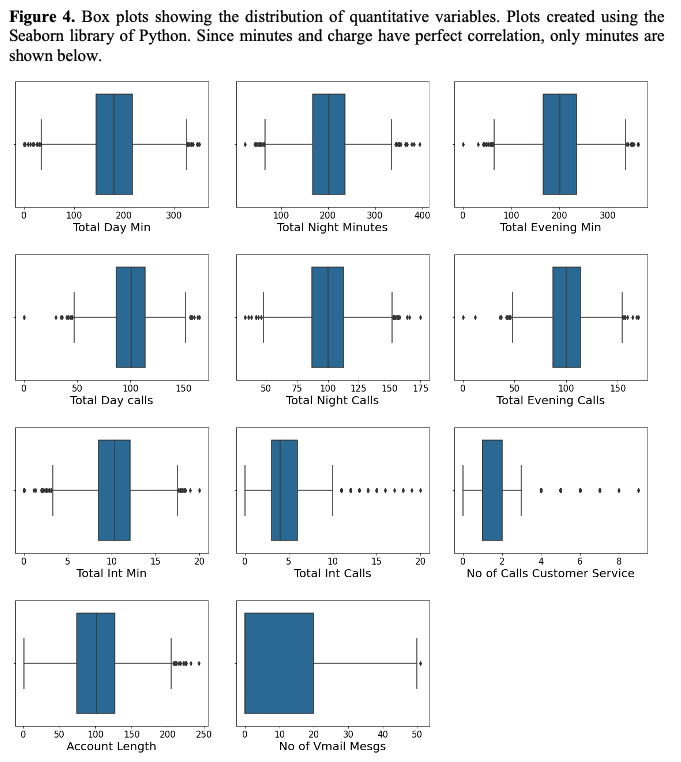 Figure 4. Box plots showing the distribution of quantitative variables. Plots created using the
Seaborn library of Python. Since minutes and charge have perfect correlation, only minutes are
shown below.
0 100 200 300
Total Day Min
100 200 300 400
Total Night Minutes
0 100 200 300
Total Evening Min
0 50 100 150
Total Day calls
50 75 100 125 150 175
Total Night Calls
0 50 100 150
Total Evening Calls
0 5 10 15 20
Total Int Min
0 5 10 15 20
Total Int Calls
0 2 4 6 8
No of Calls Customer Service
0 50 100 150 200 250
Account Length
0 10 20 30 40 50
No of Vmail Mesgs